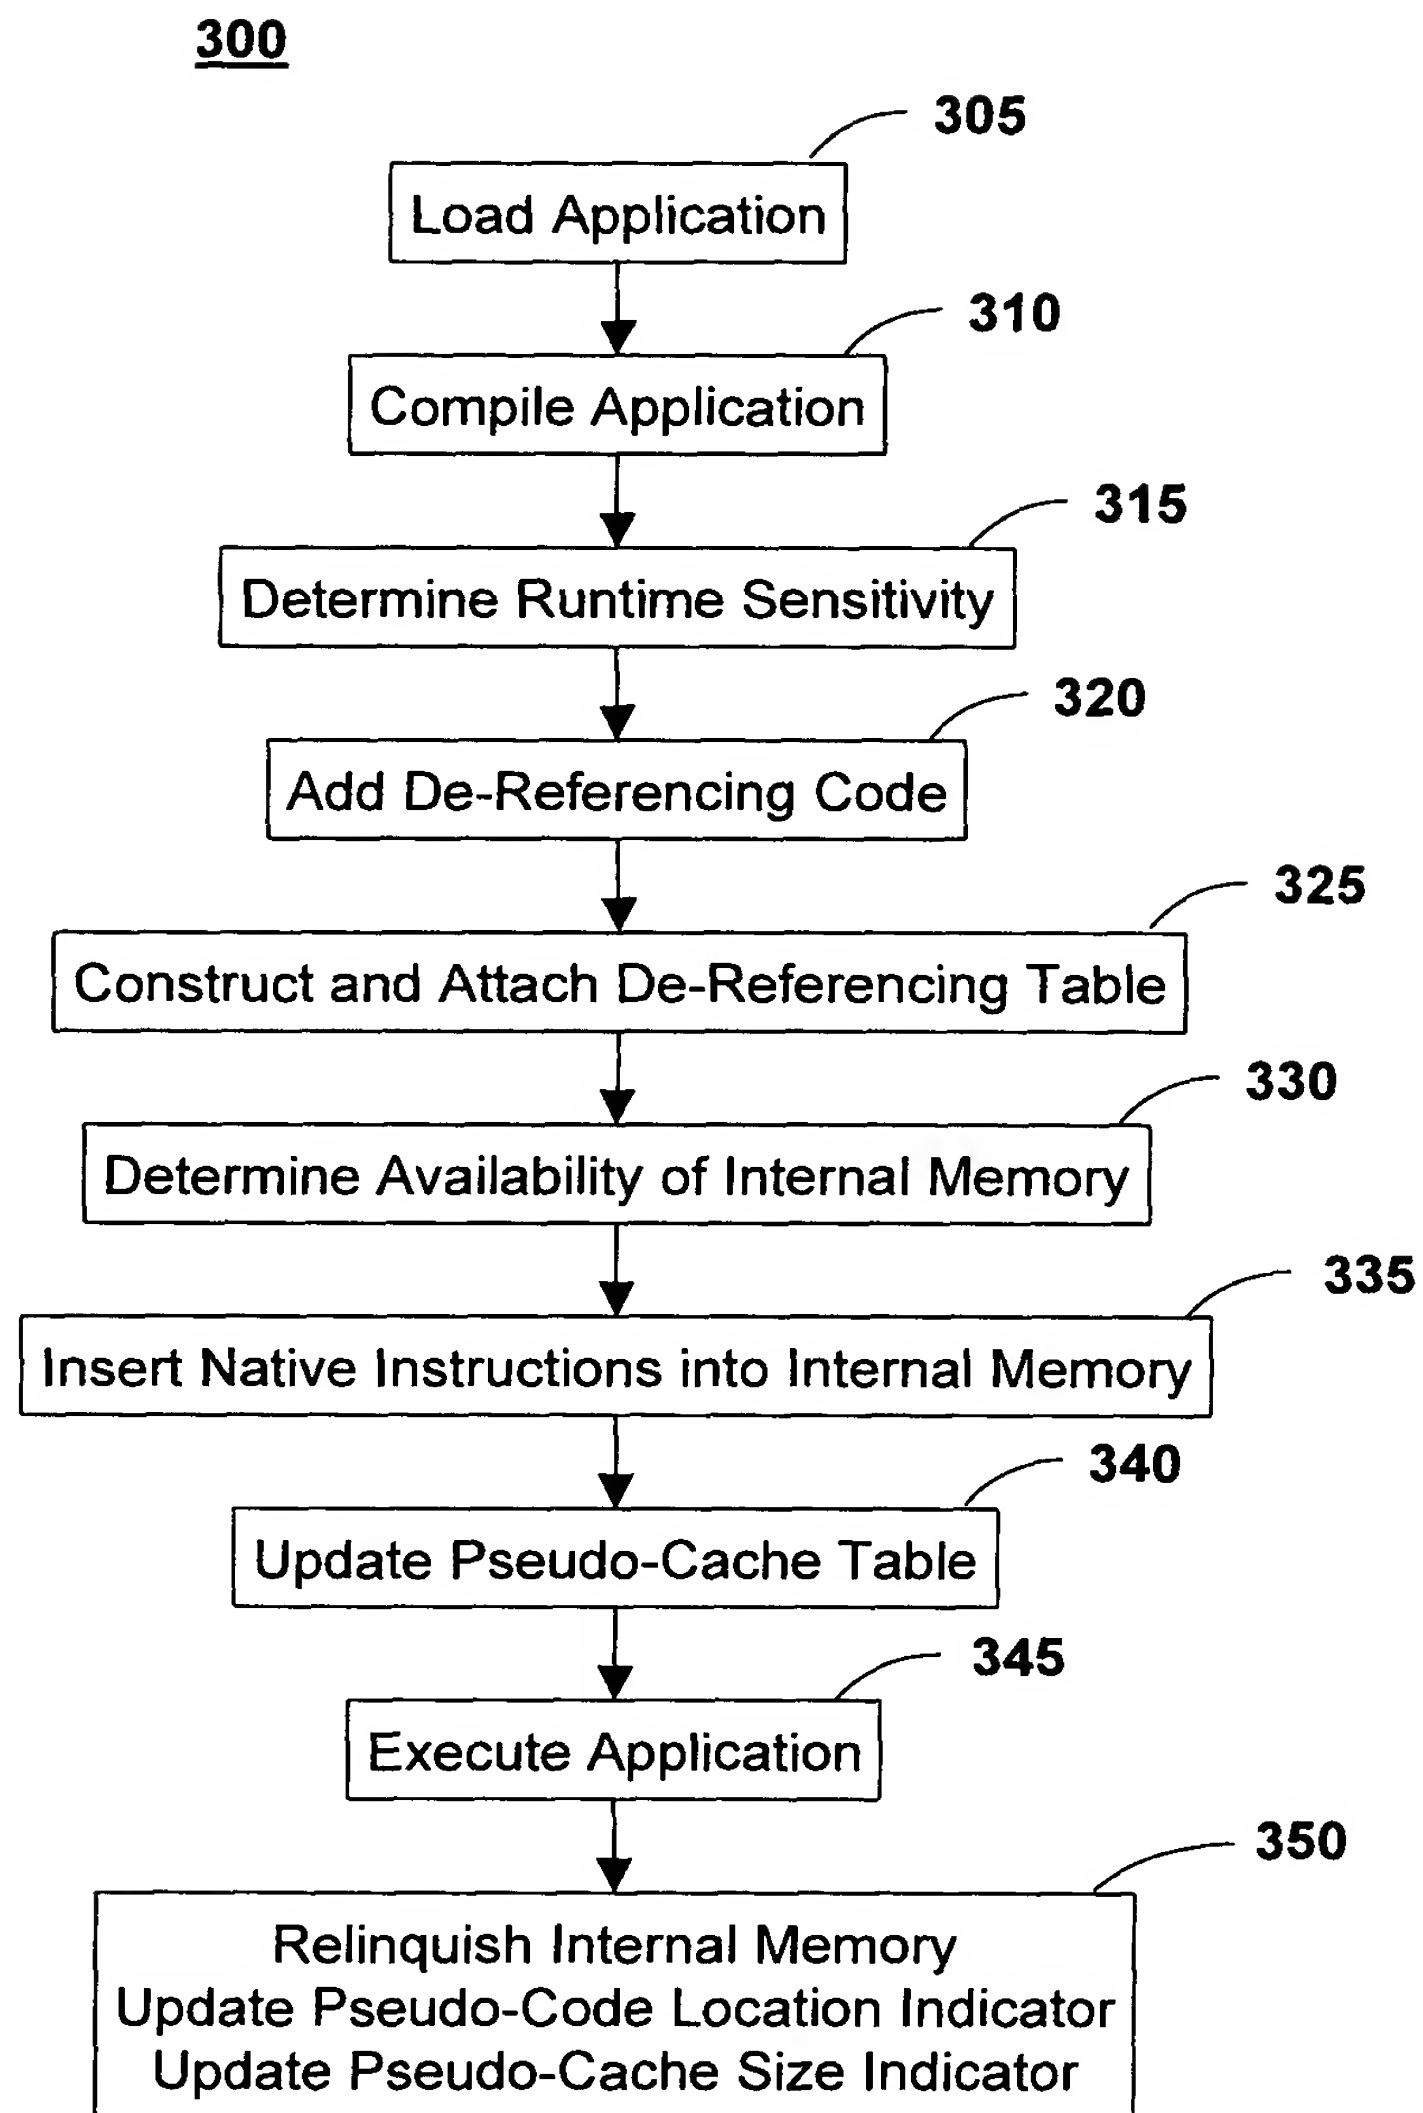 300
305
Load Application
310
Compile Application
315
Determine Runtime Sensitivity
320
Add De-Referencing Code
325
Construct and Attach De-Referencing Table
330
Determine Availability of Internal Memory
335
Insert Native Instructions into Internal Memory
340
Update Pseudo-Cache Table
345
Execute Application
350
Relinquish Internal Memory
Update Pseudo-Code Location Indicator
Update Pseudo-Cache Size Indicator